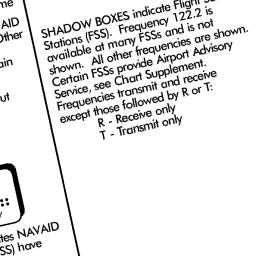 me
AID
Other
ain
ut
tes NAVAID
SS) have
SHADOW BOXES indicate Flight
Stations (FSS). Frequency 122.2 is
available at many FSSs and is not
shown. All other frequencies are shown.
Certain FSSs provide Airport Advisory
Service, see Chart Supplement.
Frequencies transmit and receive
except those followed by R or T:
R - Receive only
T - Transmit only